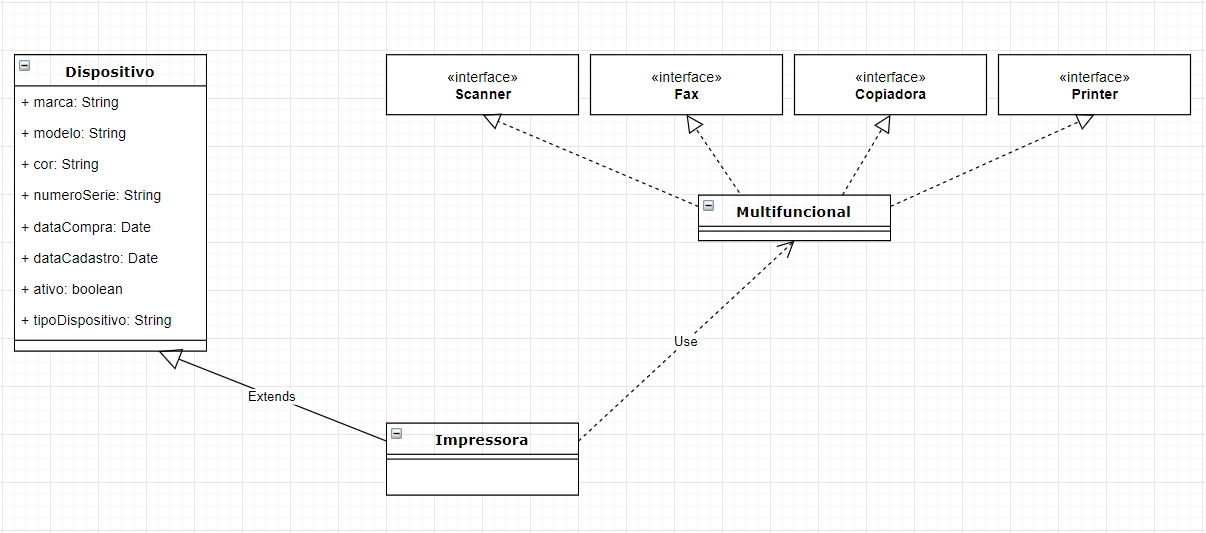 Dispositivo
+ marca: String
+ modelo: String
+ cor: String
+ numeroSerie: String
+ dataCompra: Date
+ dataCadastro: Date
+ ativo: boolean
+ tipoDispositivo: String
«interface»
Scanner
«interface»
Fax
«interface»
Copiadora
«interface»
Printer
Multifuncional
Use
Extends
Impressora